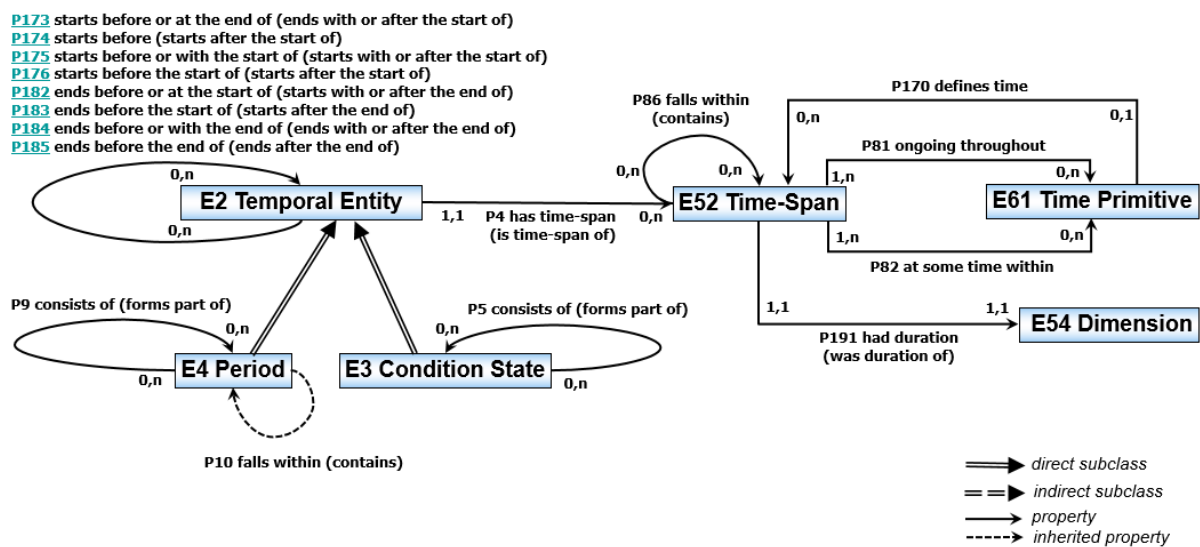 P173 starts before or at the end of (ends with or after the start of)
P174 starts before (starts after the start of)
P175 starts before or with the start of (starts with or after the start of)
P176 starts before the start of (starts after the start of)
P182 ends before or at the start of (starts with or after the end of)
P183 ends before the start of (starts after the end of)
P184 ends before or with the end of (ends with or after the end of)
P185 ends before the end of (ends after the end of)
0,n
E2 Temporal Entity
0,n
1,1
P4 has time-span
(is time-span of)
0,n
P86 falls within
(contains)
0,n
0,n
E52 Time-Span
P170 defines time
0,n
0,1
P81 ongoing throughout
1,n
0,n
E61 Time Primitive
1,n
0,n
P82 at some time within
1,1
1,1
P191 had duration
(was duration of)
E54 Dimension
P9 consists of (forms part of)
0,n
E4 Period
0,n
P5 consists of (forms part of)
0,n
E3 Condition State
0,n
P10 falls within (contains)
direct subclass
indirect subclass
property
inherited property